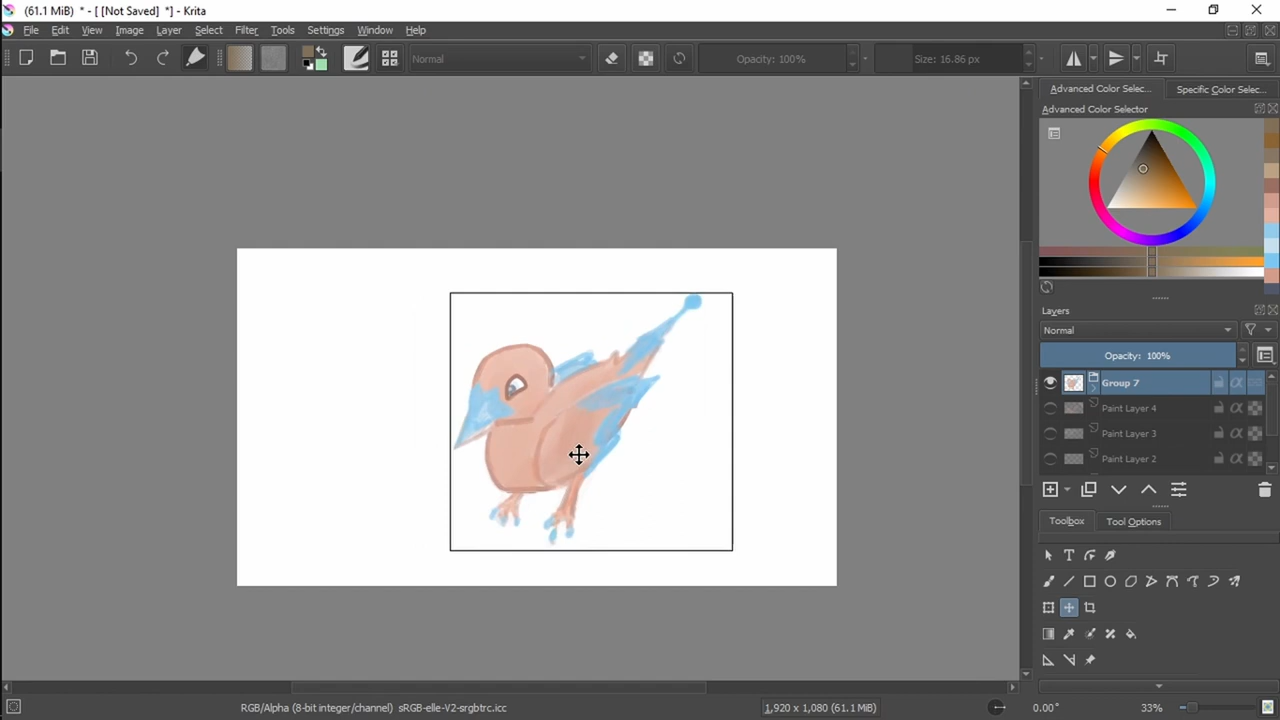 (61.1 MiB) * - [ [Not Saved] *] - Krita
File Edit View Image Layer Select Filter Tools Settings Window Help
Normal
Opacity: 100%
Size: 16.86 px
Advanced Color Selec...
Specific Color Selec...
Advanced Color Selector
Layers
Normal
Opacity: 100%
Group 7
Paint Layer 4
Paint Layer 3
Paint Layer 2
Toolbox
Tool Options
RGB/Alpha (8-bit integer/channel) sRGB-elle-V2-srgbtrc.icc
1,920 x 1,080 (61.1 MiB)
0.00°
33%